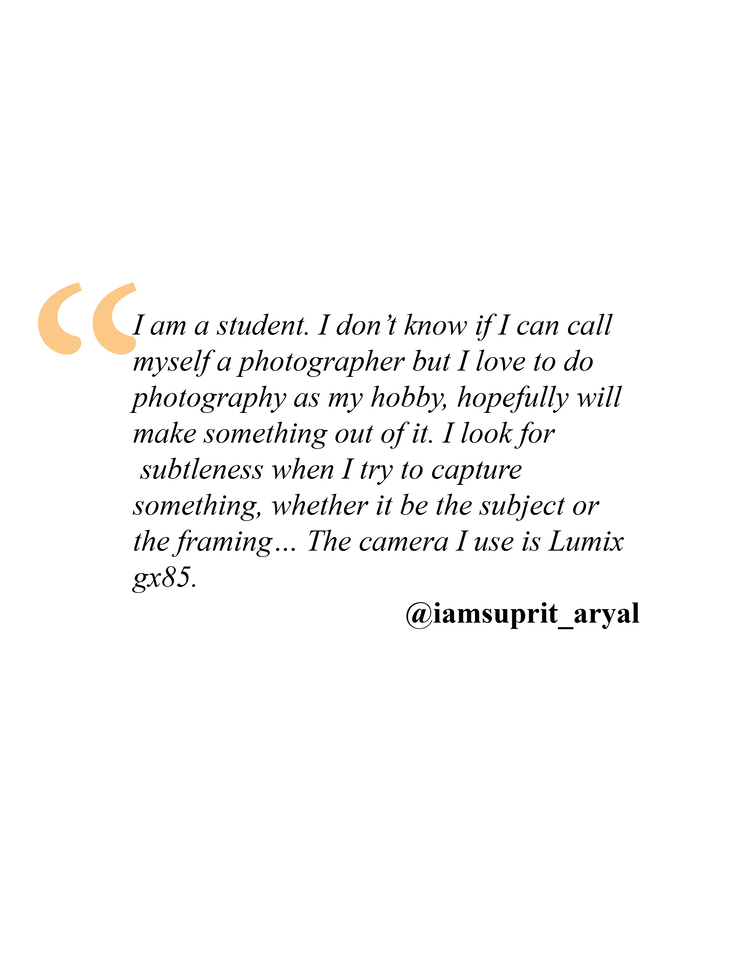 “
I am a student. I don’t know if I can call
myself a photographer but I love to do
photography as my hobby, hopefully will
make something out of it. I look for
subtleness when I try to capture
something, whether it be the subject or
the framing… The camera I use is Lumix
gx85.
@iamsuprit_aryal